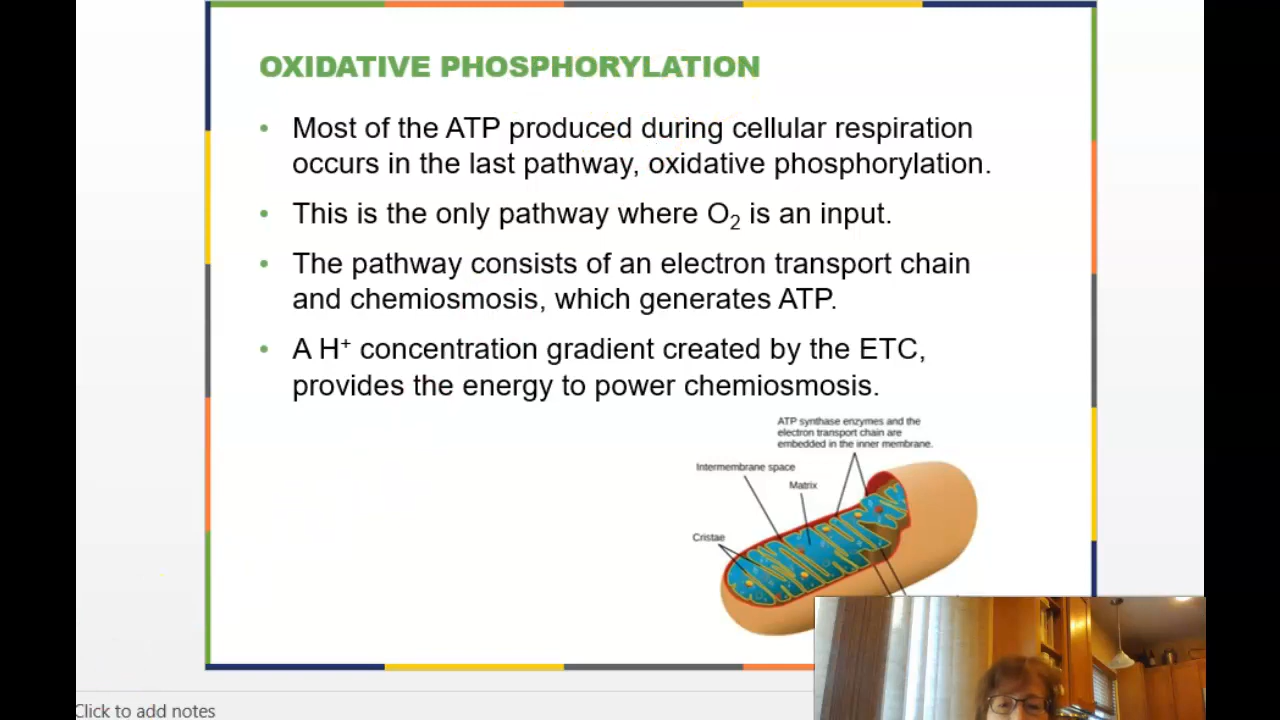 OXIDATIVE PHOSPHORYLATION
• Most of the ATP produced during cellular respiration
occurs in the last pathway, oxidative phosphorylation.
• This is the only pathway where O₂ is an input.
• The pathway consists of an electron transport chain
and chemiosmosis, which generates ATP.
• A H⁺ concentration gradient created by the ETC,
provides the energy to power chemiosmosis.
ATP synthase enzymes and the
electron transport chain are
embedded in the inner membrane.
Intermembrane space
Matrix
Cristae
Click to add notes